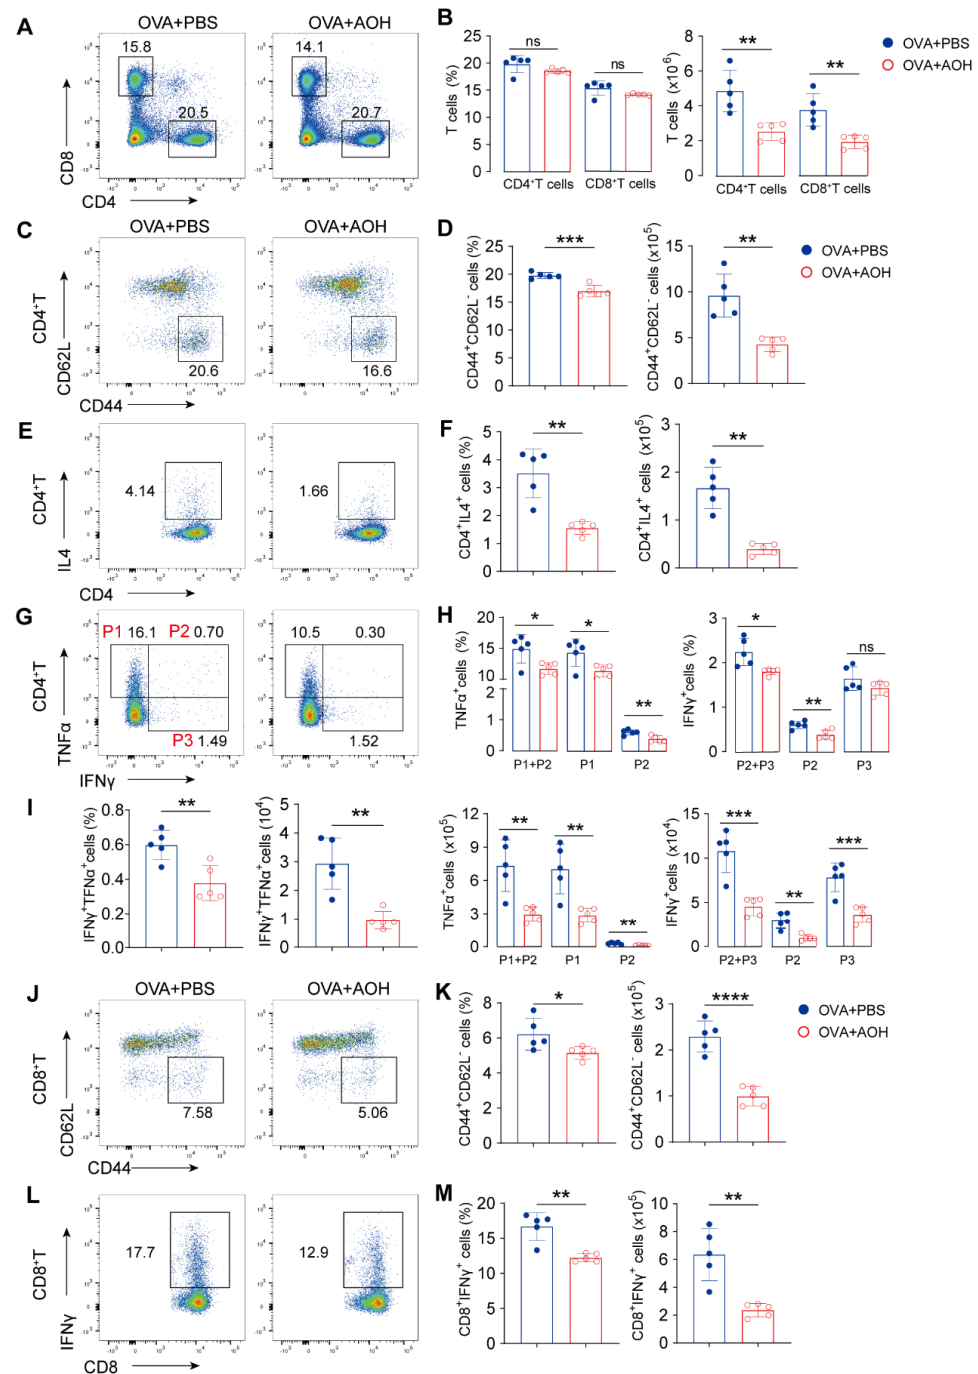 A
OVA+PBS
OVA+AOH
15.8
20.5
14.1
20.7
CD8
CD4
B
T cells (%)
ns
ns
CD4⁺T cells
CD8⁺T cells
T cells (x10⁶)
**
**
CD4⁺T cells
CD8⁺T cells
OVA+PBS
OVA+AOH
C
OVA+PBS
OVA+AOH
CD4⁺T
CD62L
20.6
16.6
CD44
D
CD44⁺CD62L⁻ cells (%)
***
CD44⁺CD62L⁻ cells (x10⁵)
**
OVA+PBS
OVA+AOH
E
CD4⁺T
IL4
4.14
1.66
CD4
F
CD4⁺IL4⁺ cells (%)
**
CD4⁺IL4⁺ cells (x10⁵)
**
G
P1 16.1 P2 0.70
P3 1.49
10.5 0.30
1.52
CD4⁺T
TNFα
IFNγ
H
TNFα⁺cells (%)
*
*
**
P1+P2 P1 P2
IFNγ⁺cells (%)
*
**
ns
P2+P3 P2 P3
I
IFNγ⁺TFNα⁺cells (%)
**
IFNγ⁺TFNα⁺cells (10⁴)
**
TNFα⁺cells (x10⁵)
**
**
**
P1+P2 P1 P2
IFNγ⁺cells (x10⁴)
***
**
***
P2+P3 P2 P3
J
OVA+PBS
OVA+AOH
CD8⁺T
CD62L
7.58
5.06
CD44
K
CD44⁺CD62L⁻ cells (%)
*
CD44⁺CD62L⁻ cells (x10⁵)
****
OVA+PBS
OVA+AOH
L
CD8⁺T
IFNγ
17.7
12.9
CD8
M
CD8⁺IFNγ⁺ cells (%)
**
CD8⁺IFNγ⁺ cells (x10⁵)
**